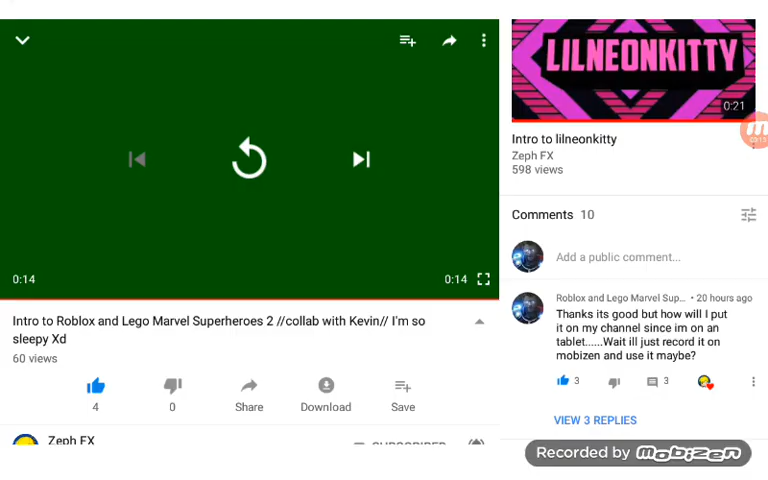 0:14
0:14
Intro to Roblox and Lego Marvel Superheroes 2 //collab with Kevin// I'm so
sleepy Xd
60 views
4
0
Share
Download
Save
Zeph FX
SUBSCRIBED
LILNEONKITTY
0:21
Intro to lilneonkitty
Zeph FX
598 views
Comments 10
Add a public comment...
Roblox and Lego Marvel Sup... • 20 hours ago
Thanks its good but how will I put
it on my channel since im on an
tablet......Wait ill just record it on
mobizen and use it maybe?
3
3
VIEW 3 REPLIES
Recorded by mobizen